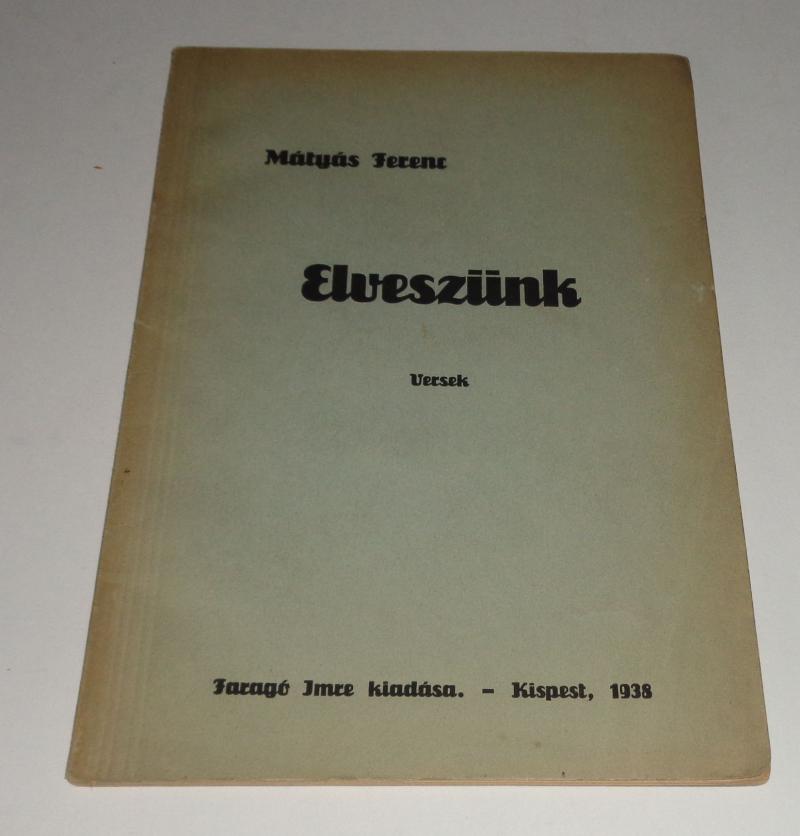 Mátyás Ferenc
Elveszünk
Versek
Faragó Imre kiadása. – Kispest, 1938